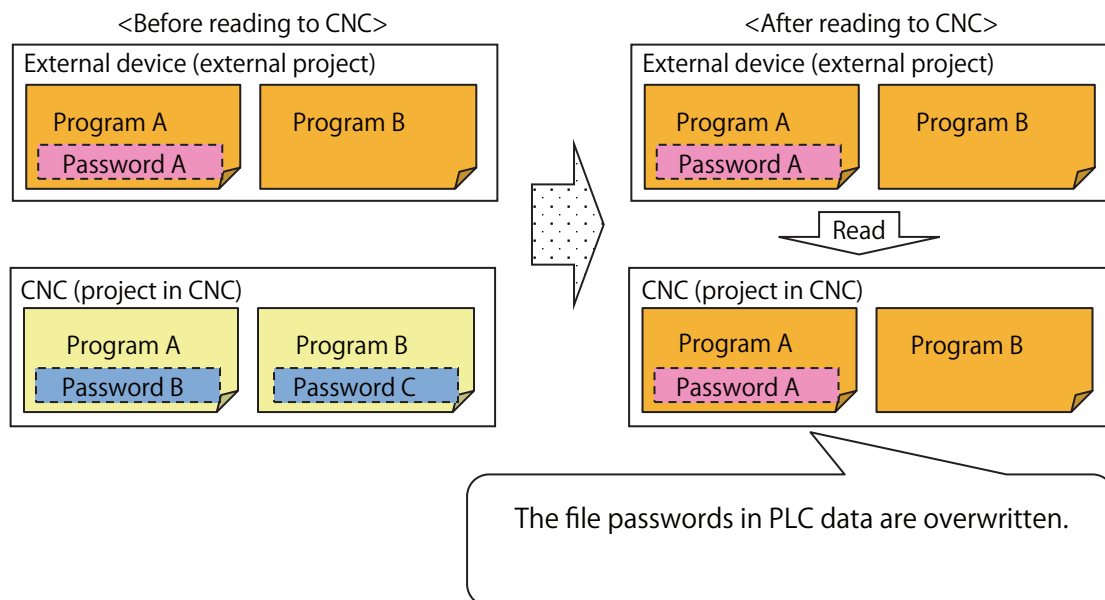 <Before reading to CNC>
External device (external project)
Program A
Password A
Program B
CNC (project in CNC)
Program A
Password B
Program B
Password C
<After reading to CNC>
External device (external project)
Program A
Password A
Program B
Read
CNC (project in CNC)
Program A
Password A
Program B
The file passwords in PLC data are overwritten.